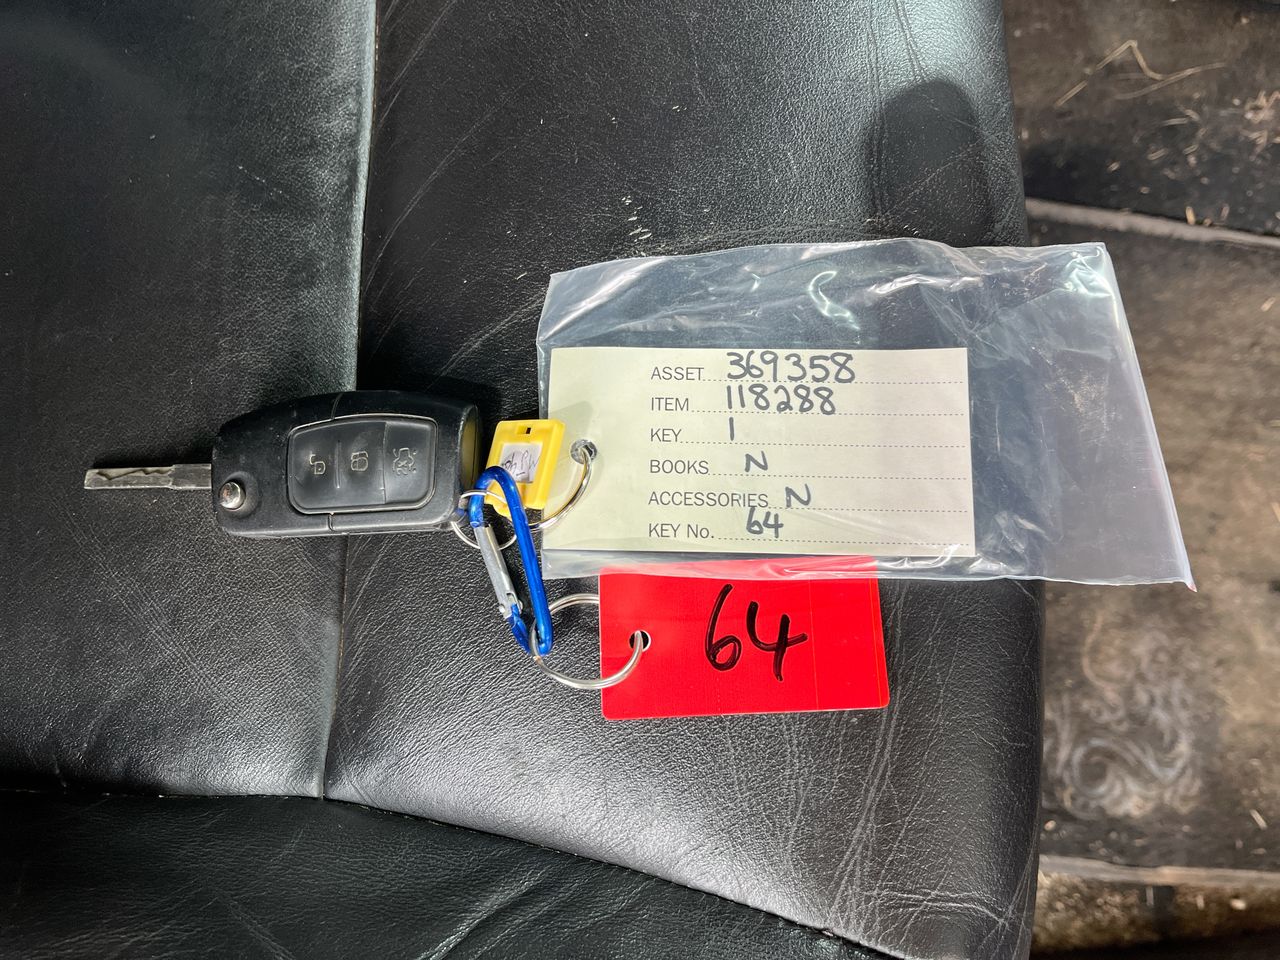 ASSET 369358
ITEM 118288
KEY 1
BOOKS N
ACCESSORIES N
KEY No. 64
64